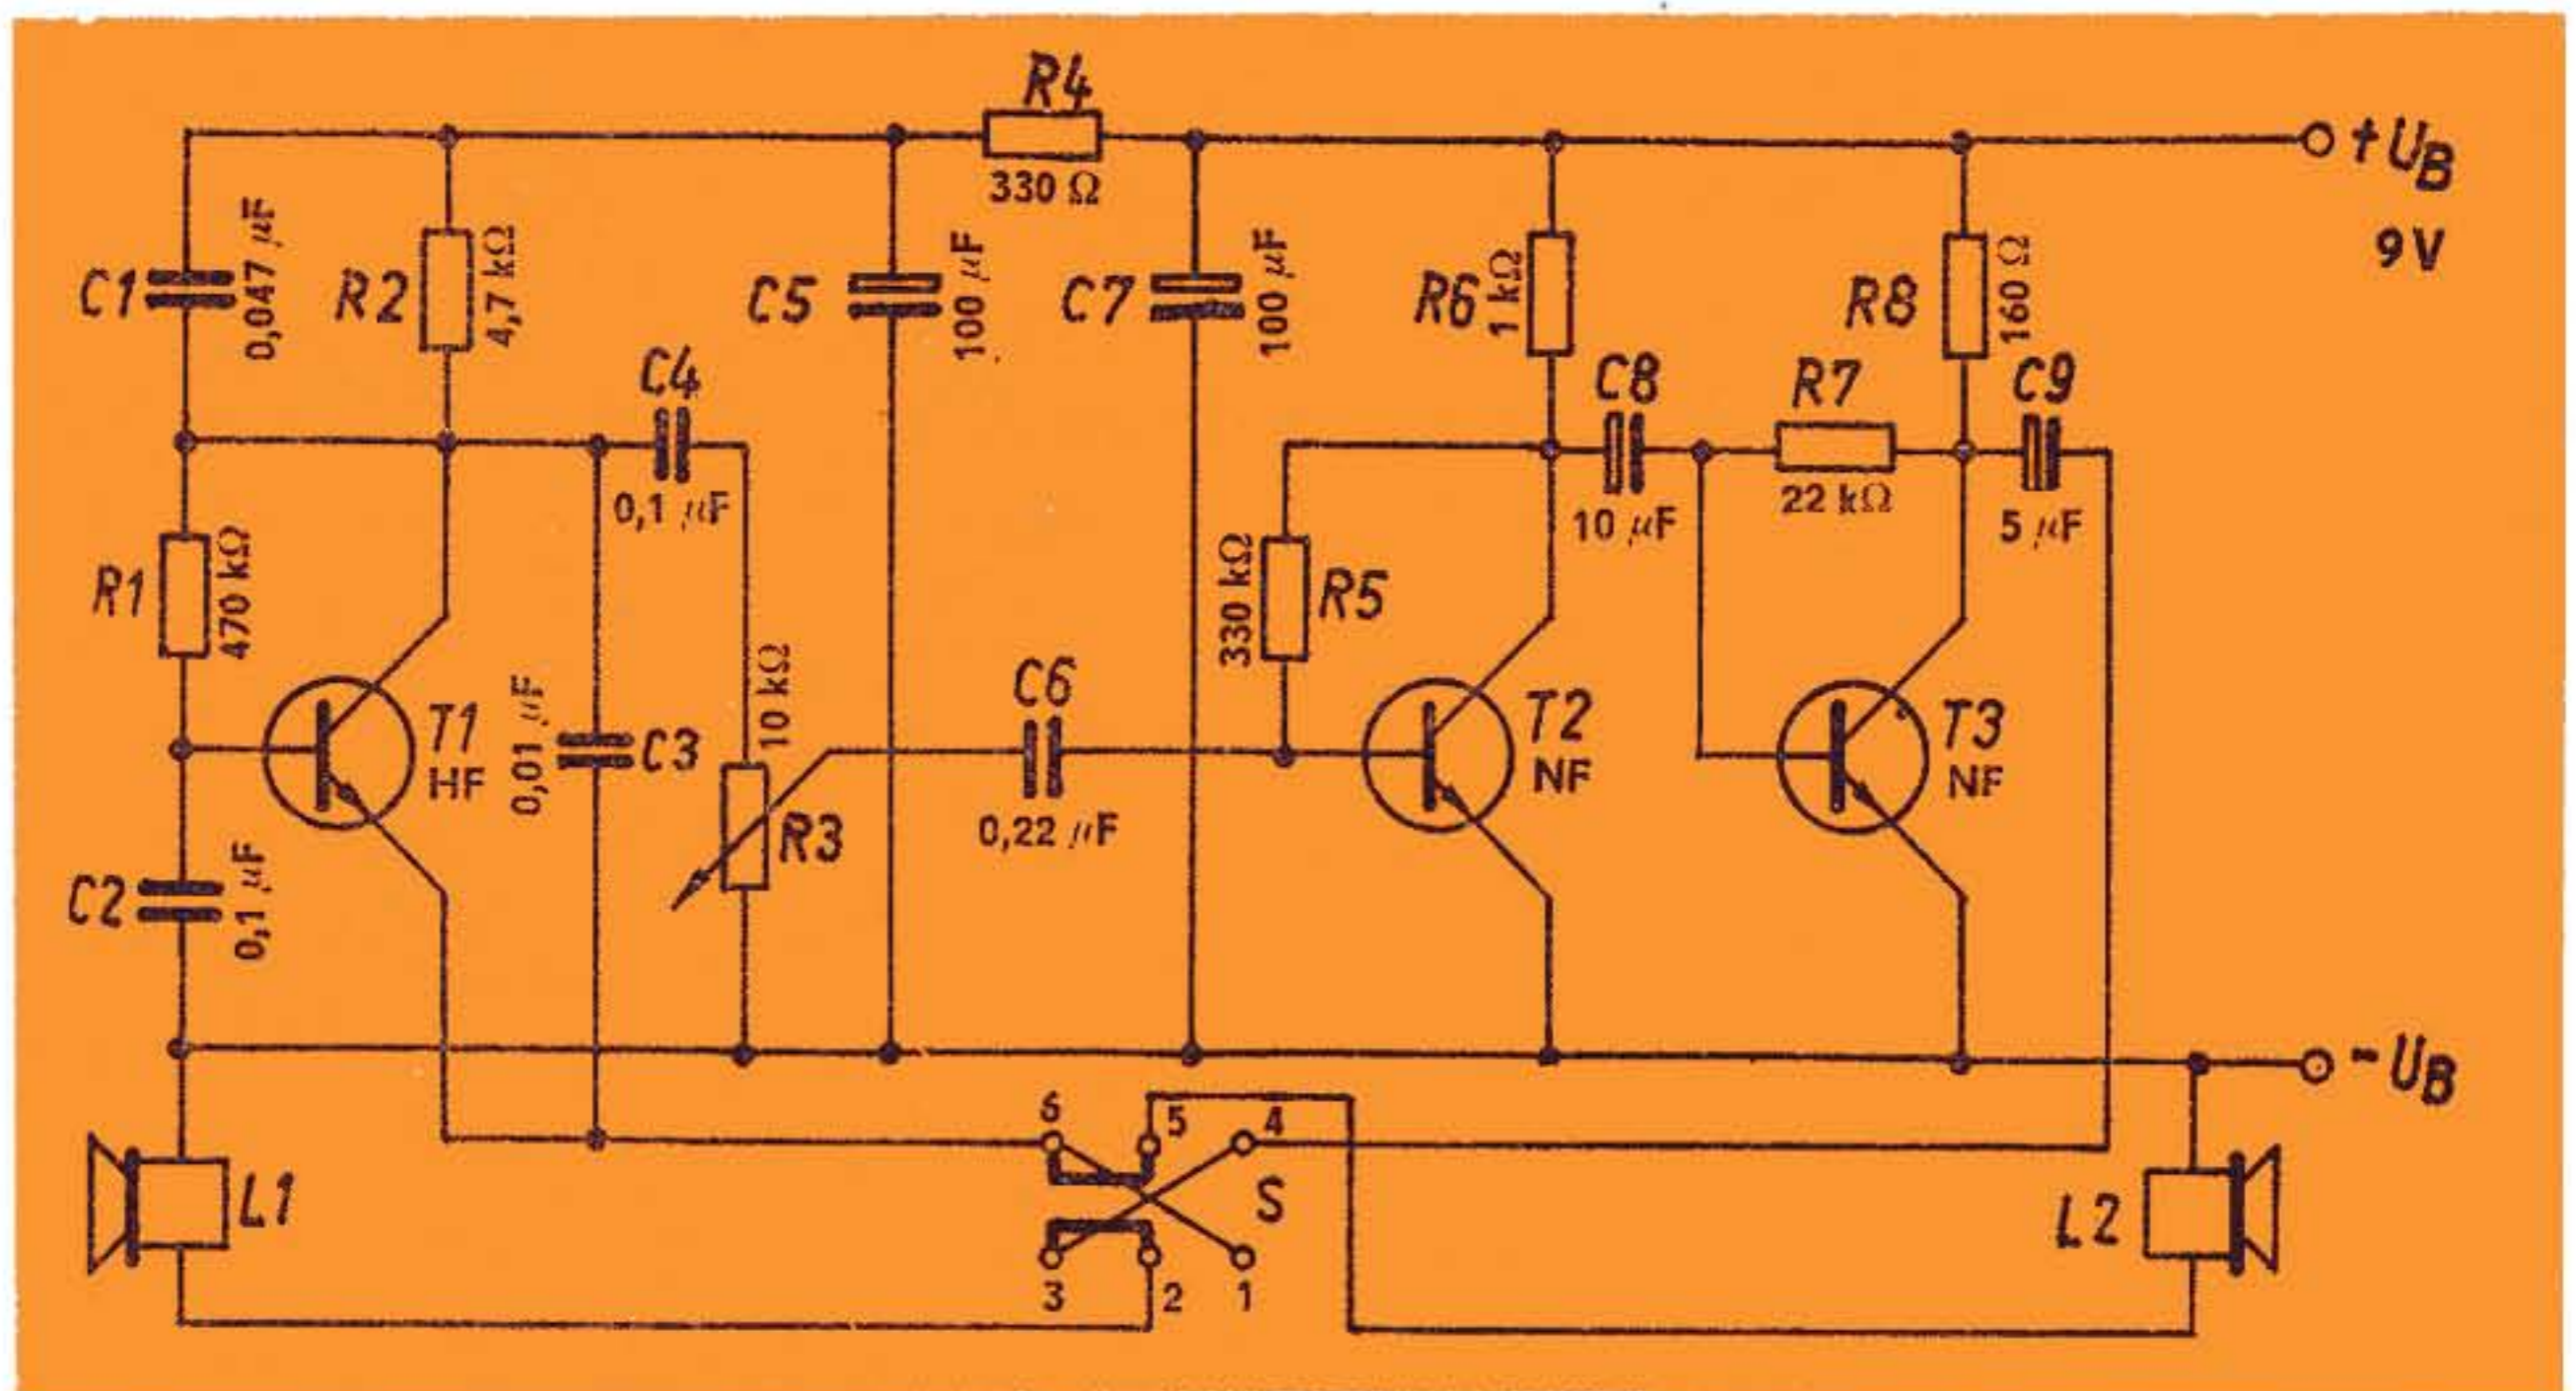 R4
330 Ω
+UB
9V
C1
0,047 µF
R2
4,7 kΩ
C5
100 µF
C7
100 µF
R6
1 kΩ
R8
160 Ω
C4
0,1 µF
C8
10 µF
R7
22 kΩ
C9
5 µF
R1
470 kΩ
330 kΩ
R5
T1
HF
0,01 µF
C3
10 kΩ
R3
C6
0,22 µF
T2
NF
T3
NF
C2
0,1 µF
-UB
6
5
4
S
L1
L2
3
2
1